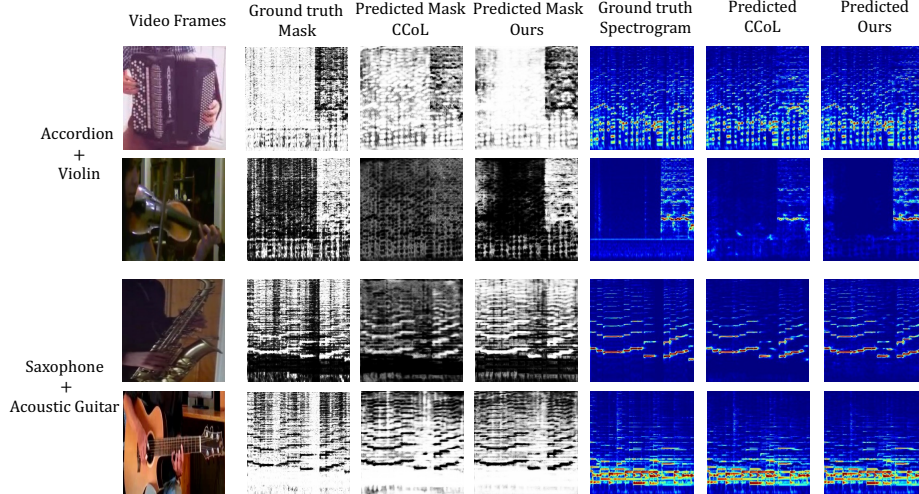 Video Frames
Ground truth
Mask
Predicted Mask
CCoL
Predicted Mask
Ours
Ground truth
Spectrogram
Predicted
CCoL
Predicted
Ours
Accordion
+
Violin
Saxophone
+
Acoustic Guitar